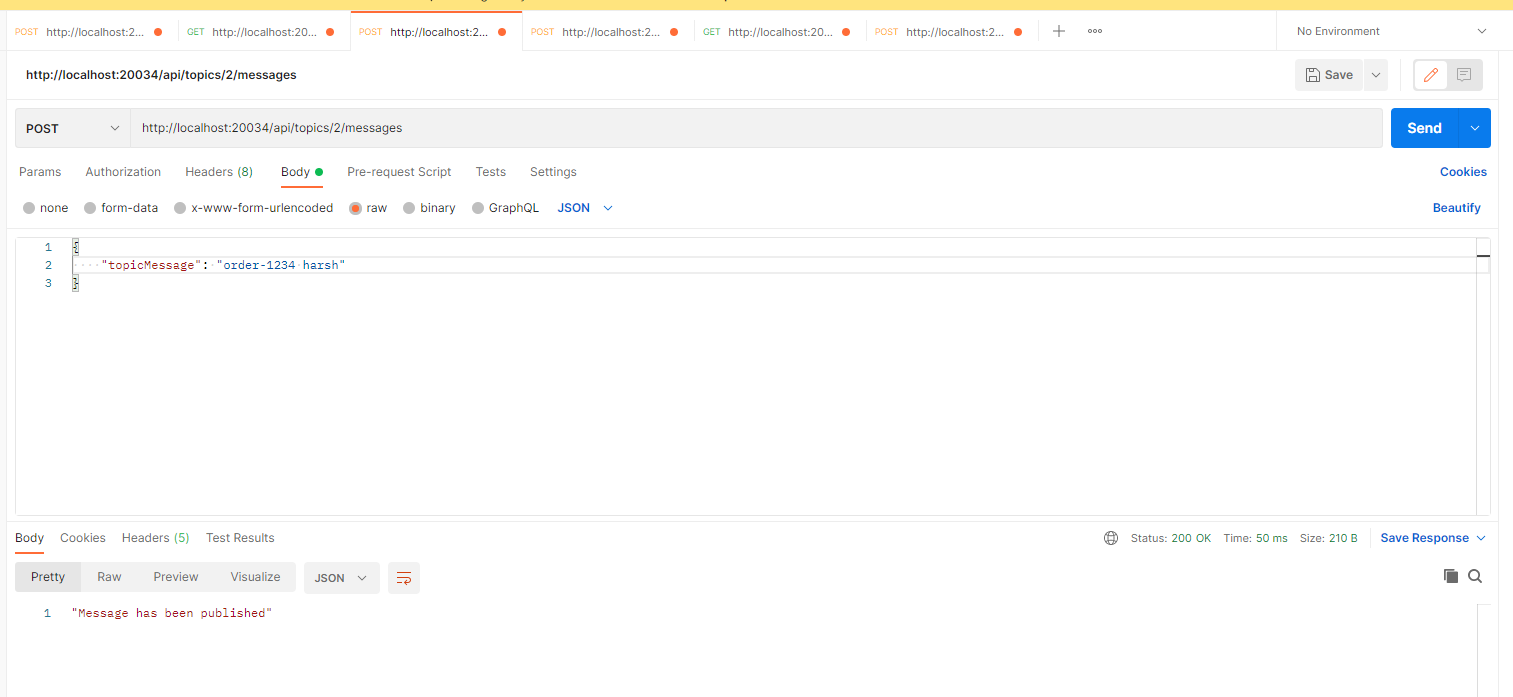 POST http://localhost:2... GET http://localhost:20... POST http://localhost:2... POST http://localhost:2... GET http://localhost:20... POST http://localhost:2... No Environment
http://localhost:20034/api/topics/2/messages Save
POST http://localhost:20034/api/topics/2/messages Send
Params Authorization Headers (8) Body Pre-request Script Tests Settings Cookies
none form-data x-www-form-urlencoded raw binary GraphQL JSON Beautify
1 {
2 "topicMessage": "order-1234 harsh"
3 }
Body Cookies Headers (5) Test Results Status: 200 OK Time: 50 ms Size: 210 B Save Response
Pretty Raw Preview Visualize JSON
1 "Message has been published"